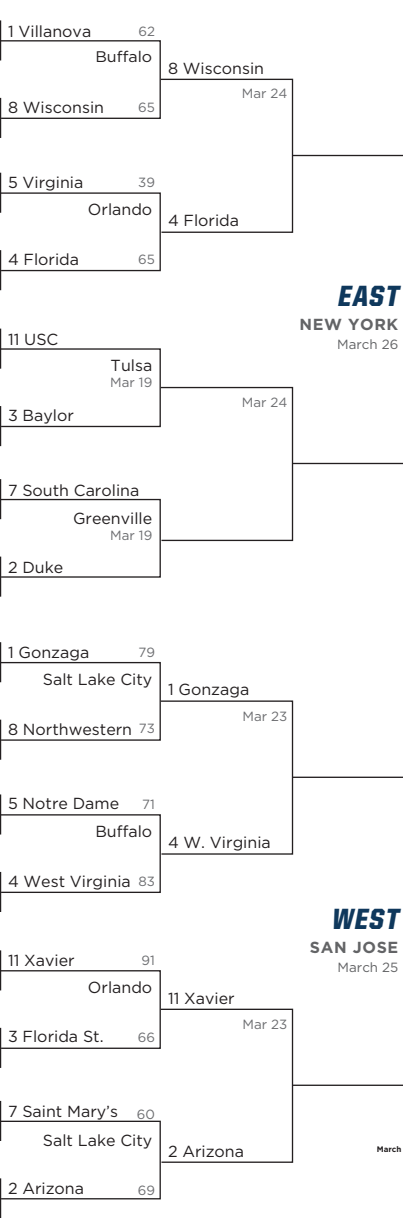 1 Villanova 62
Buffalo
8 Wisconsin
Mar 24
8 Wisconsin 65
5 Virginia 39
Orlando
4 Florida
4 Florida 65
EAST
NEW YORK
March 26
11 USC
Tulsa
Mar 19
Mar 24
3 Baylor
7 South Carolina
Greenville
Mar 19
2 Duke
1 Gonzaga 79
Salt Lake City
1 Gonzaga
Mar 23
8 Northwestern 73
5 Notre Dame 71
Buffalo
4 W. Virginia
4 West Virginia 83
WEST
SAN JOSE
March 25
11 Xavier 91
Orlando
11 Xavier
Mar 23
3 Florida St. 66
7 Saint Mary's 60
Salt Lake City
2 Arizona
March
2 Arizona 69